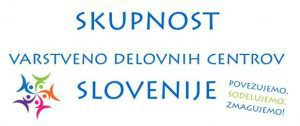 SKUPNOST
VARSTVENO DELOVNIH CENTROV
SLOVENIJE
POVEZUJEMO.
SODELUJEMO.
ZMAGUJEMO!